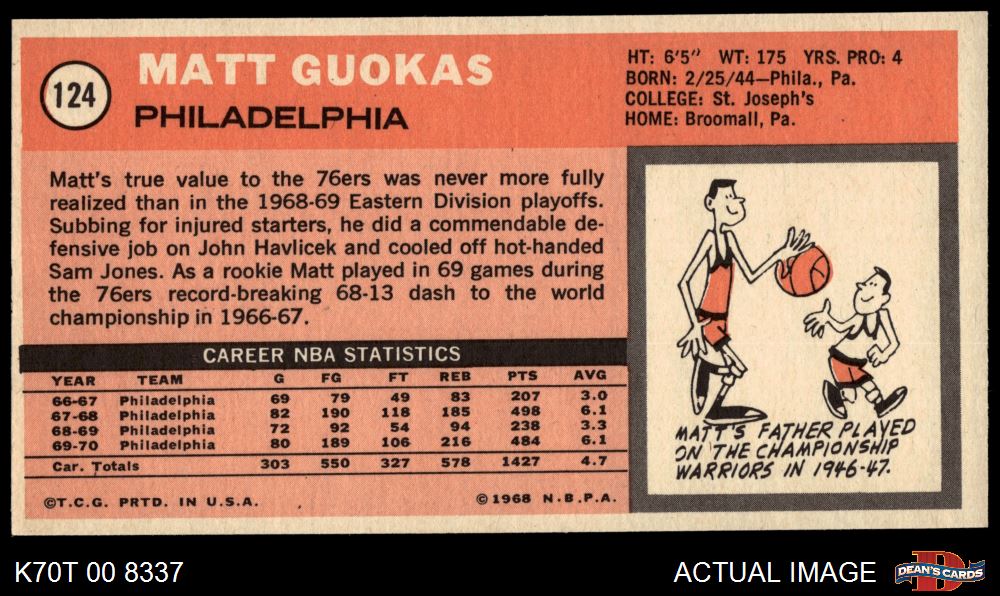 124
MATT GUOKAS
PHILADELPHIA
HT: 6'5" WT: 175 YRS. PRO: 4
BORN: 2/25/44—Phila., Pa.
COLLEGE: St. Joseph's
HOME: Broomall, Pa.
Matt's true value to the 76ers was never more fully
realized than in the 1968-69 Eastern Division playoffs.
Subbing for injured starters, he did a commendable de-
fensive job on John Havlicek and cooled off hot-handed
Sam Jones. As a rookie Matt played in 69 games during
the 76ers record-breaking 68-13 dash to the world
championship in 1966-67.
CAREER NBA STATISTICS
YEAR TEAM G FG FT REB PTS AVG
66-67 Philadelphia 69 79 49 83 207 3.0
67-68 Philadelphia 82 190 118 185 498 6.1
68-69 Philadelphia 72 92 54 94 238 3.3
69-70 Philadelphia 80 189 106 216 484 6.1
Car. Totals 303 550 327 578 1427 4.7
©T.C.G. PRTD. IN U.S.A. ©1968 N.B.P.A.
MATT'S FATHER PLAYED
ON THE CHAMPIONSHIP
WARRIORS IN 1946-47.
K70T 00 8337
ACTUAL IMAGE
D
DEAN'S CARDS